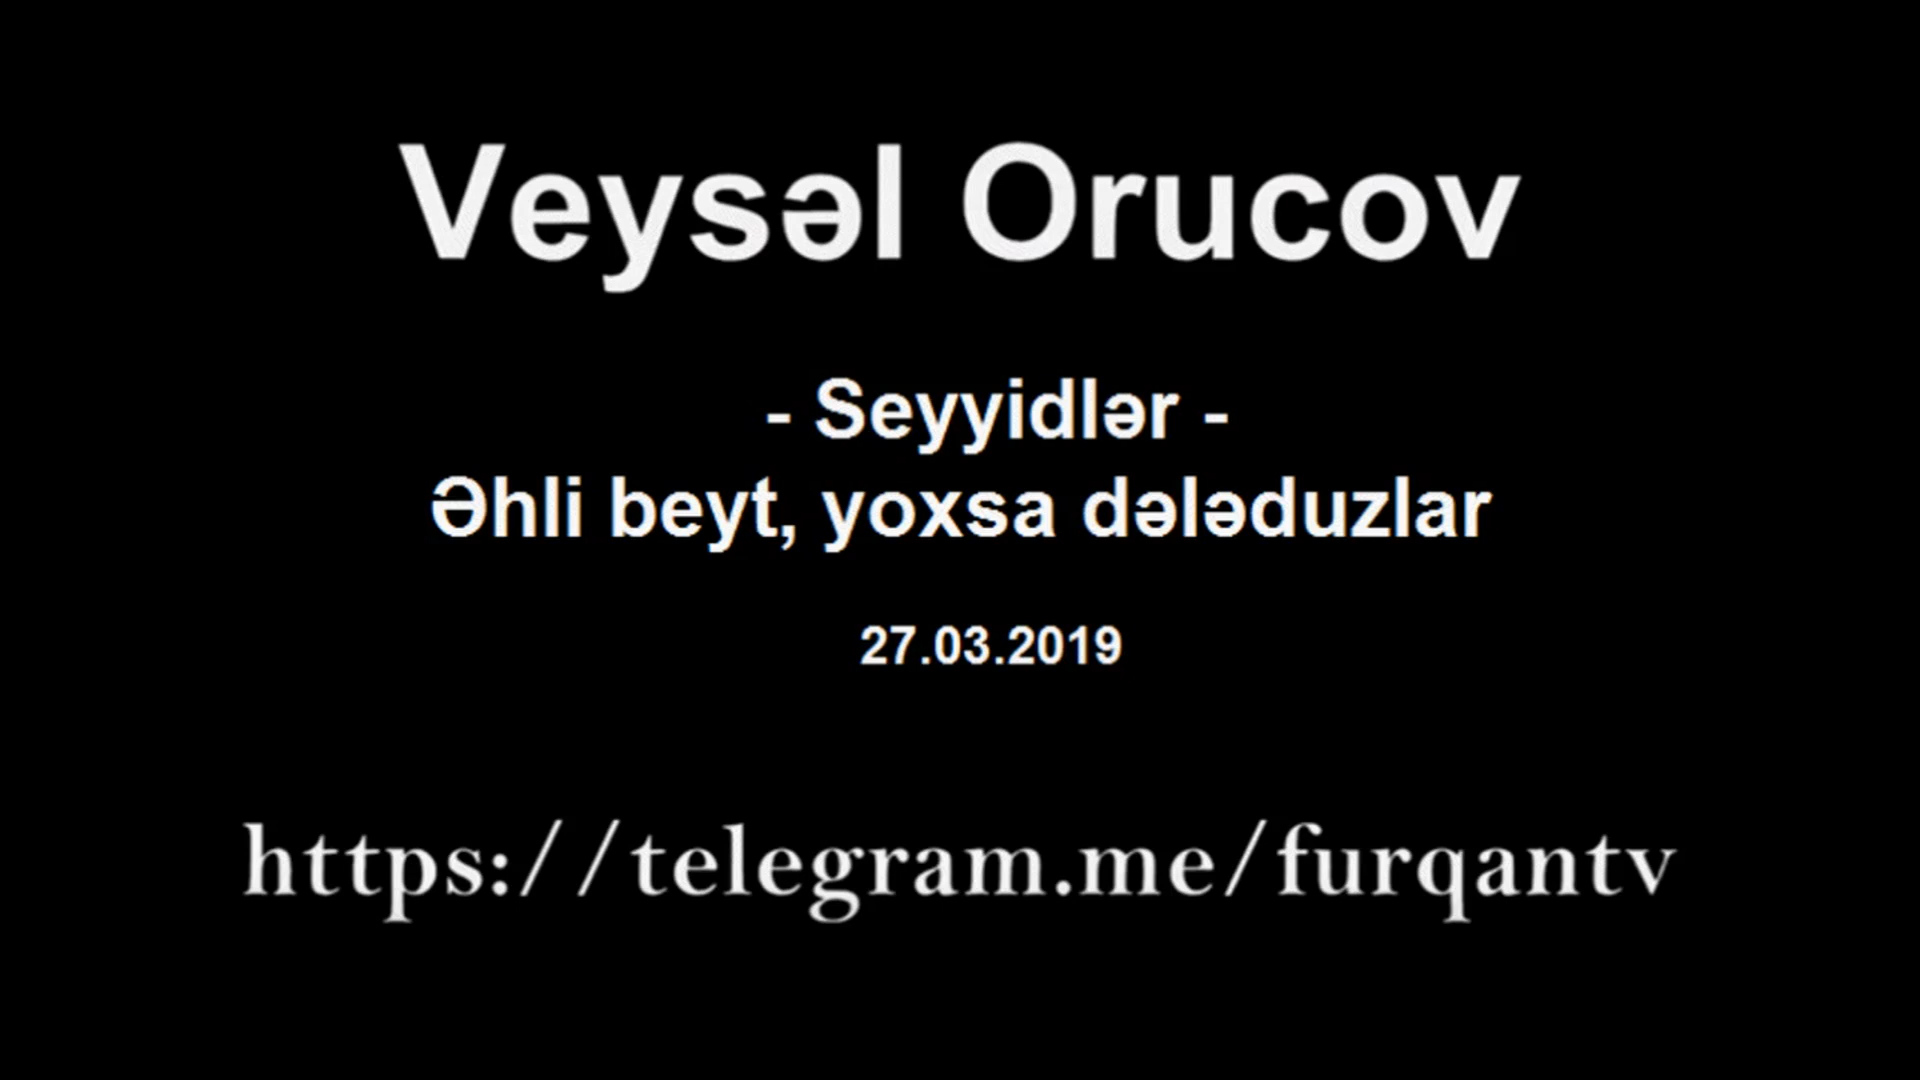 Veysəl Orucov
- Seyyidlər -
Əhli beyt, yoxsa dələduzlar
27.03.2019
https://telegram.me/furqantv